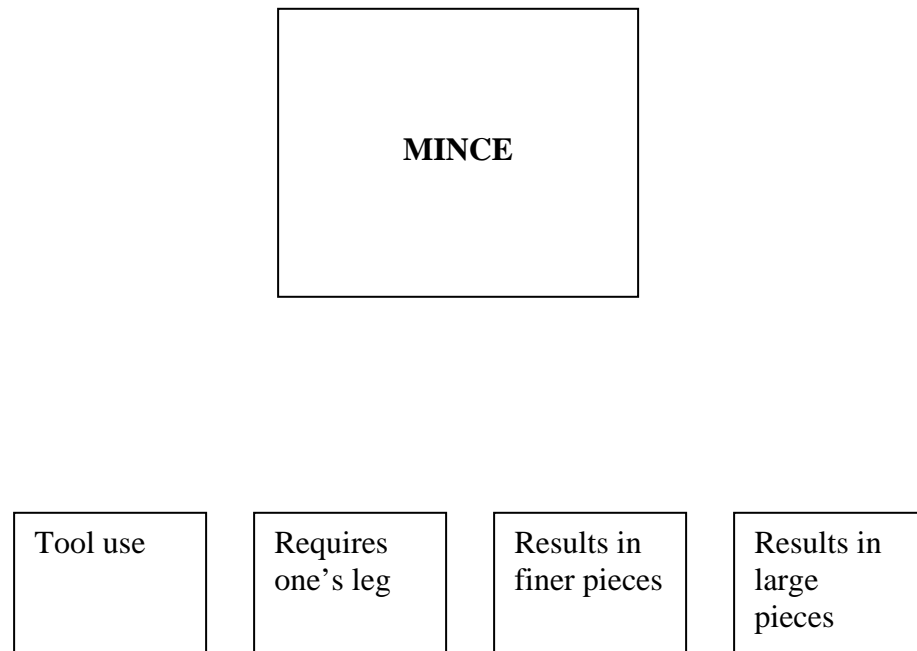 MINCE
Tool use
Requires
one’s leg
Results in
finer pieces
Results in
large
pieces